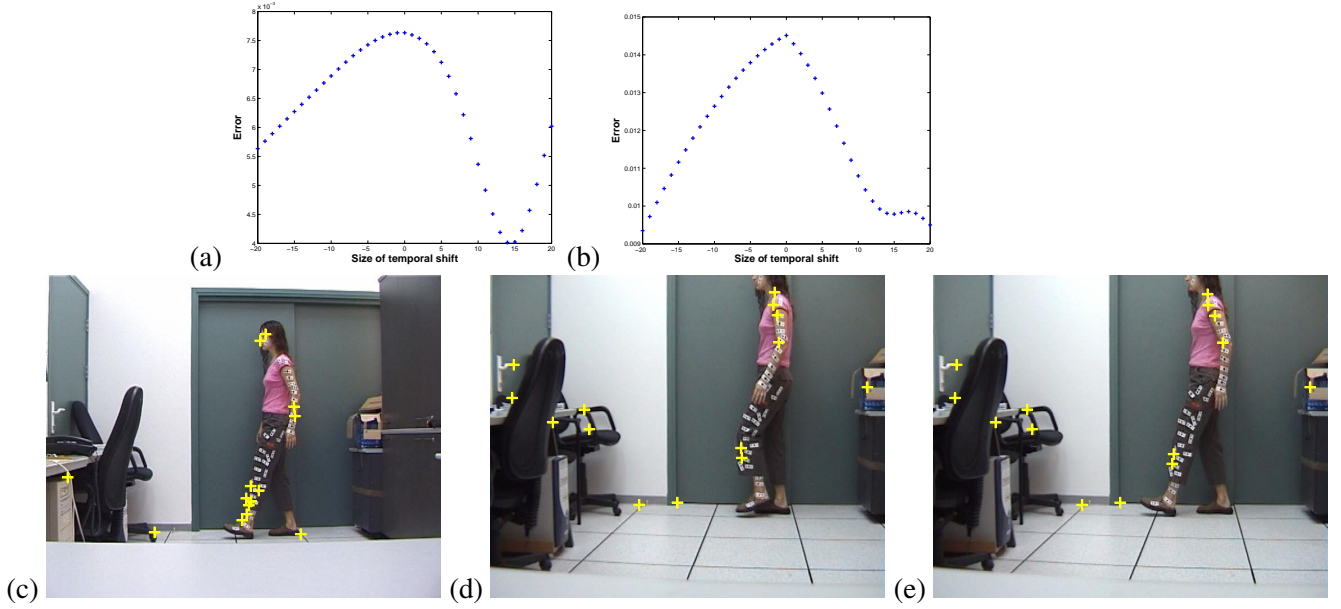 8 x 10⁻³
7.5
7
6.5
6
5.5
5
4.5
4
−20 −15 −10 −5 0 5 10 15 20
Error
Size of temporal shift
(a)
0.015
0.014
0.013
0.012
0.011
0.01
0.009
−20 −15 −10 −5 0 5 10 15 20
Error
Size of temporal shift
(b)
(c)
(d)
(e)